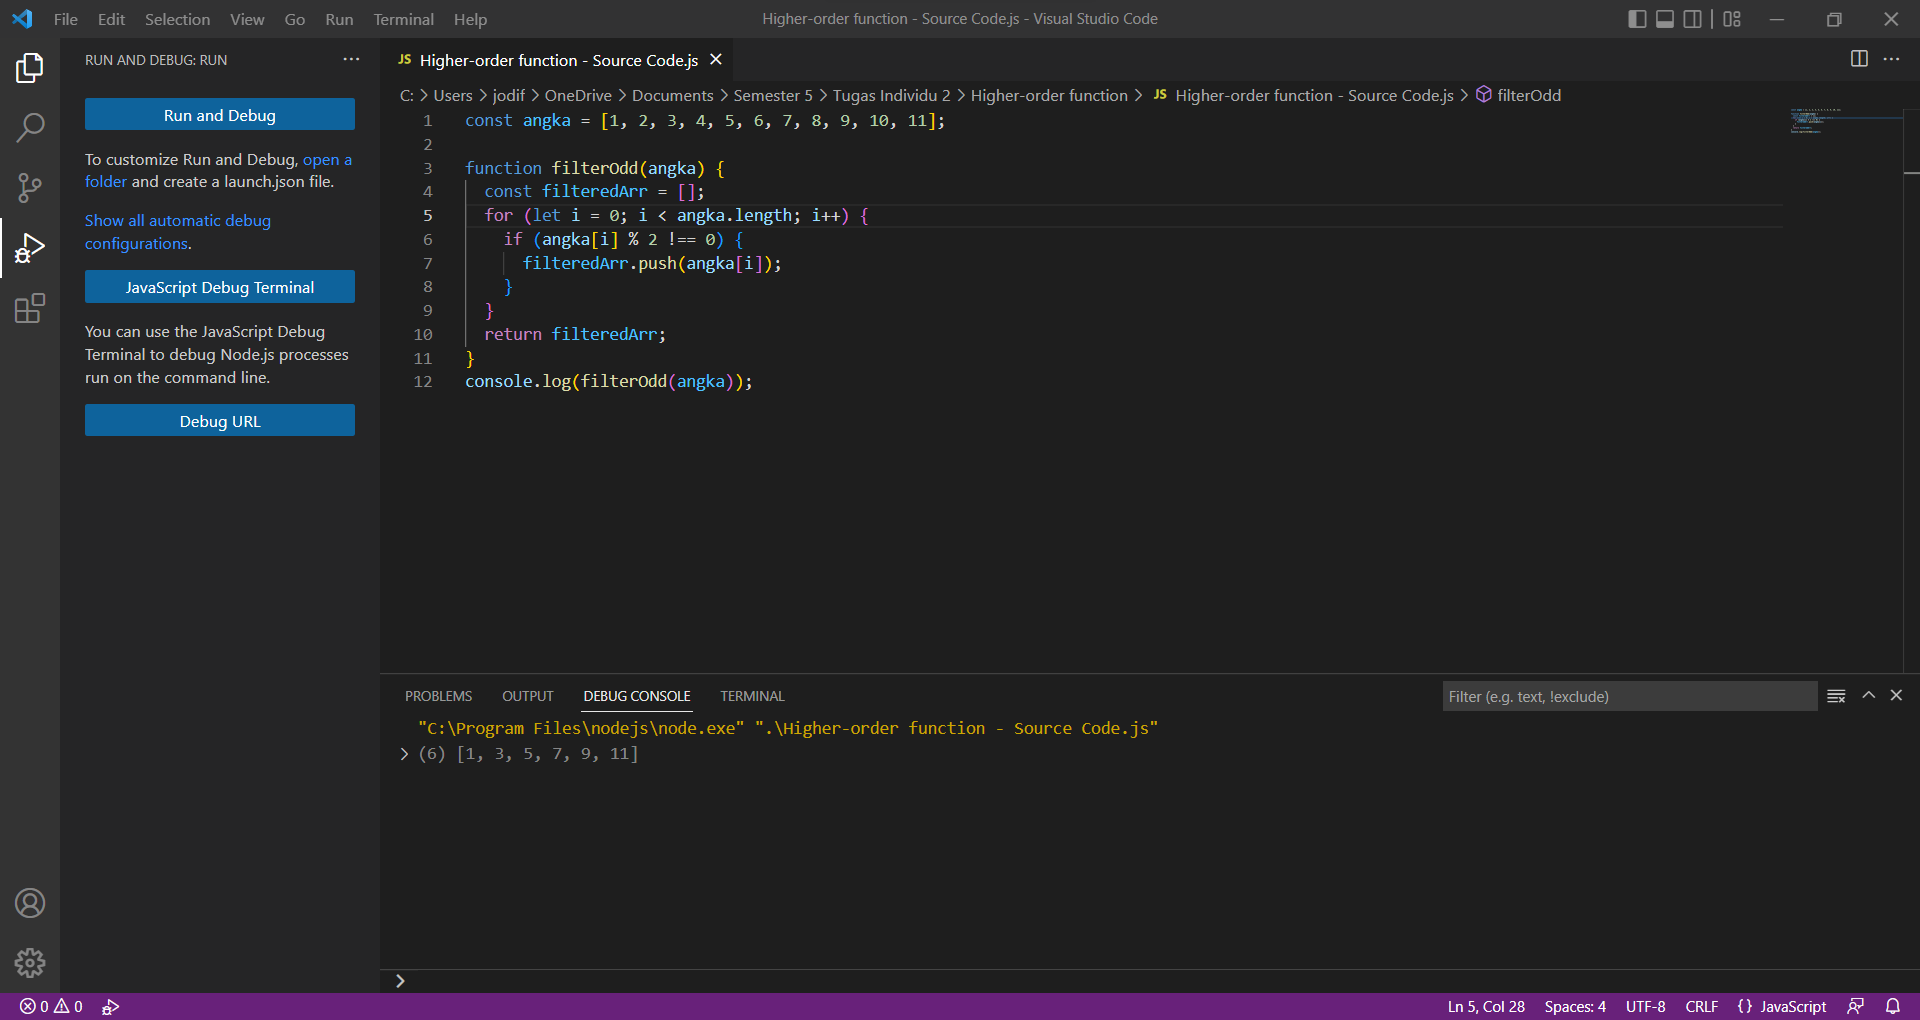 File Edit Selection View Go Run Terminal Help
Higher-order function - Source Code.js - Visual Studio Code
RUN AND DEBUG: RUN
Run and Debug
To customize Run and Debug, open a
folder and create a launch.json file.
Show all automatic debug
configurations.
JavaScript Debug Terminal
You can use the JavaScript Debug
Terminal to debug Node.js processes
run on the command line.
Debug URL
JS Higher-order function - Source Code.js
C: > Users > jodif > OneDrive > Documents > Semester 5 > Tugas Individu 2 > Higher-order function > JS Higher-order function - Source Code.js > filterOdd
1 const angka = [1, 2, 3, 4, 5, 6, 7, 8, 9, 10, 11];
2
3 function filterOdd(angka) {
4 const filteredArr = [];
5 for (let i = 0; i < angka.length; i++) {
6 if (angka[i] % 2 !== 0) {
7 filteredArr.push(angka[i]);
8 }
9 }
10 return filteredArr;
11 }
12 console.log(filterOdd(angka));
PROBLEMS OUTPUT DEBUG CONSOLE TERMINAL
Filter (e.g. text, !exclude)
"C:\Program Files\nodejs\node.exe" ".\Higher-order function - Source Code.js"
> (6) [1, 3, 5, 7, 9, 11]
>
0 0
Ln 5, Col 28 Spaces: 4 UTF-8 CRLF {} JavaScript